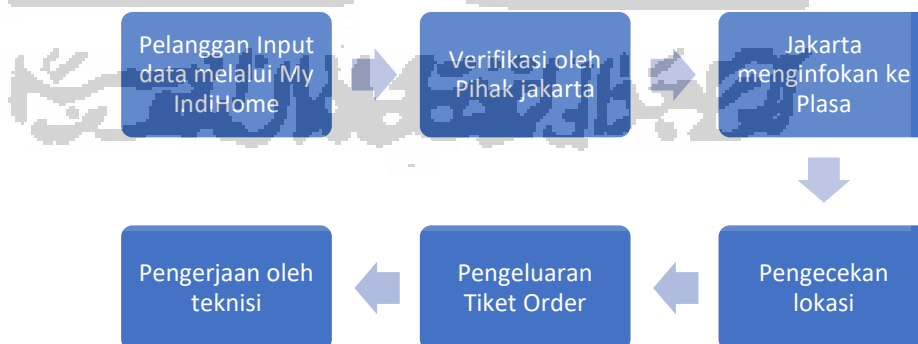 Pelanggan Input
data melalui My
IndiHome
Verifikasi oleh
Pihak jakarta
Jakarta
menginfokan ke
Plasa
Pengecekan
lokasi
Pengeluaran
Tiket Order
Pengerjaan oleh
teknisi